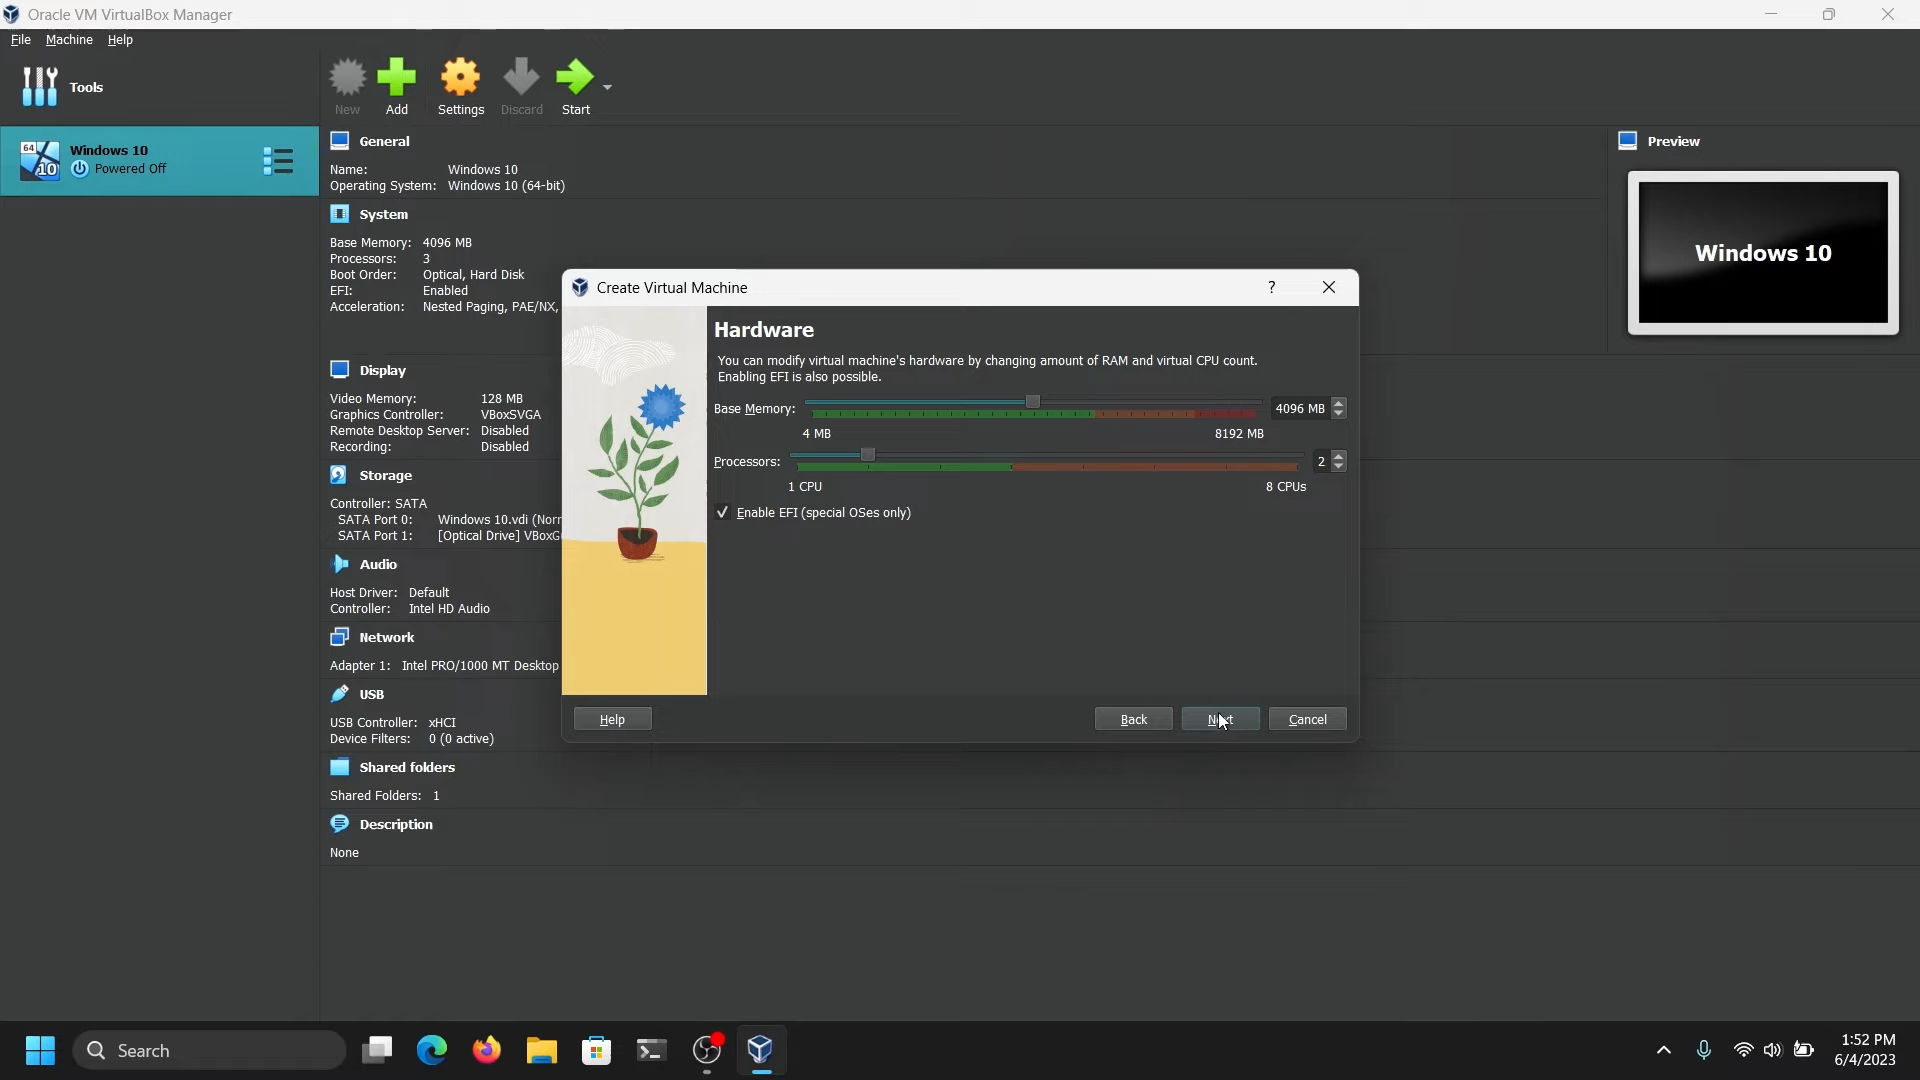 Oracle VM VirtualBox Manager
File Machine Help
Tools
New Add Settings Discard Start
64
10
Windows 10
Powered Off
General
Name: Windows 10
Operating System: Windows 10 (64-bit)
System
Base Memory: 4096 MB
Processors: 3
Boot Order: Optical, Hard Disk
EFI: Enabled
Acceleration: Nested Paging, PAE/NX,
Display
Video Memory: 128 MB
Graphics Controller: VBoxSVGA
Remote Desktop Server: Disabled
Recording: Disabled
Storage
Controller: SATA
SATA Port 0: Windows 10.vdi (Norr
SATA Port 1: [Optical Drive] VBoxG
Audio
Host Driver: Default
Controller: Intel HD Audio
Network
Adapter 1: Intel PRO/1000 MT Desktop
USB
USB Controller: xHCI
Device Filters: 0 (0 active)
Shared folders
Shared Folders: 1
Description
None
Preview
Windows 10
Create Virtual Machine
?
Hardware
You can modify virtual machine's hardware by changing amount of RAM and virtual CPU count.
Enabling EFI is also possible.
Base Memory: 4096 MB
4 MB 8192 MB
Processors: 2
1 CPU 8 CPUs
Enable EFI (special OSes only)
Help Back Next Cancel
Search
1:52 PM
6/4/2023